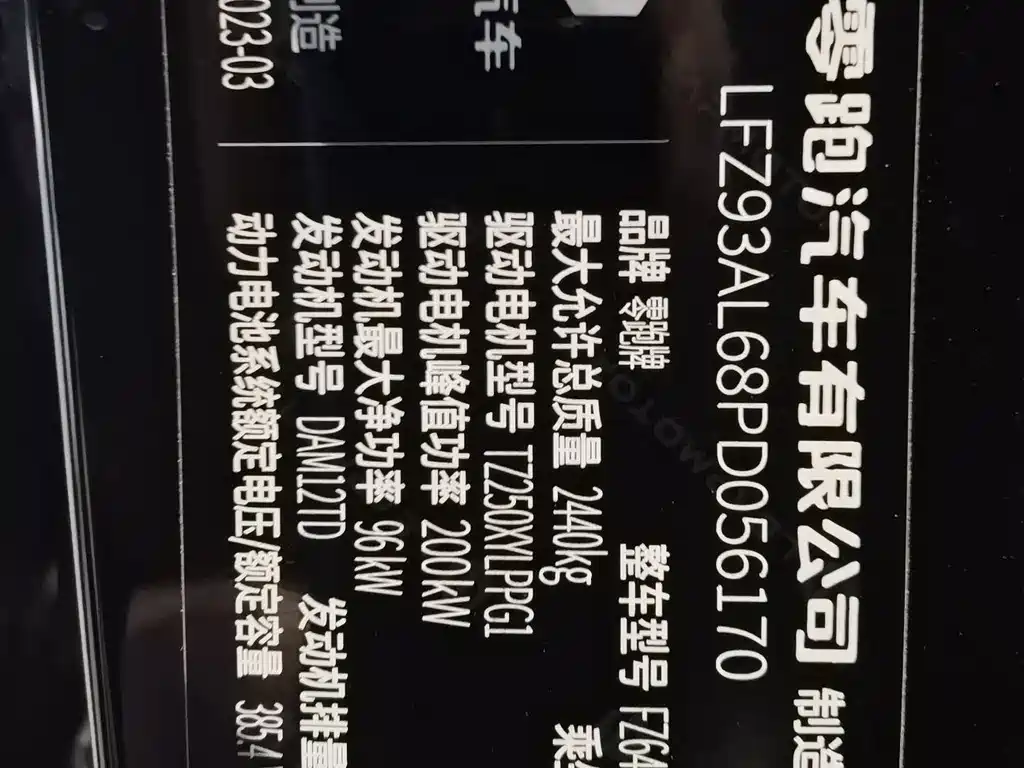 零跑汽车有限公司 制造
LFZ93AL68PD056170
品牌 零跑牌 整车型号 FZ64
最大允许总质量 2440kg 乘
驱动电机型号 TZ250XYLPPG1
驱动电机峰值功率 200kW
发动机最大净功率 96kW
发动机型号 DAM12TD 发动机排量
动力电池系统额定电压/额定容量 385.4
汽车
制造
023-03